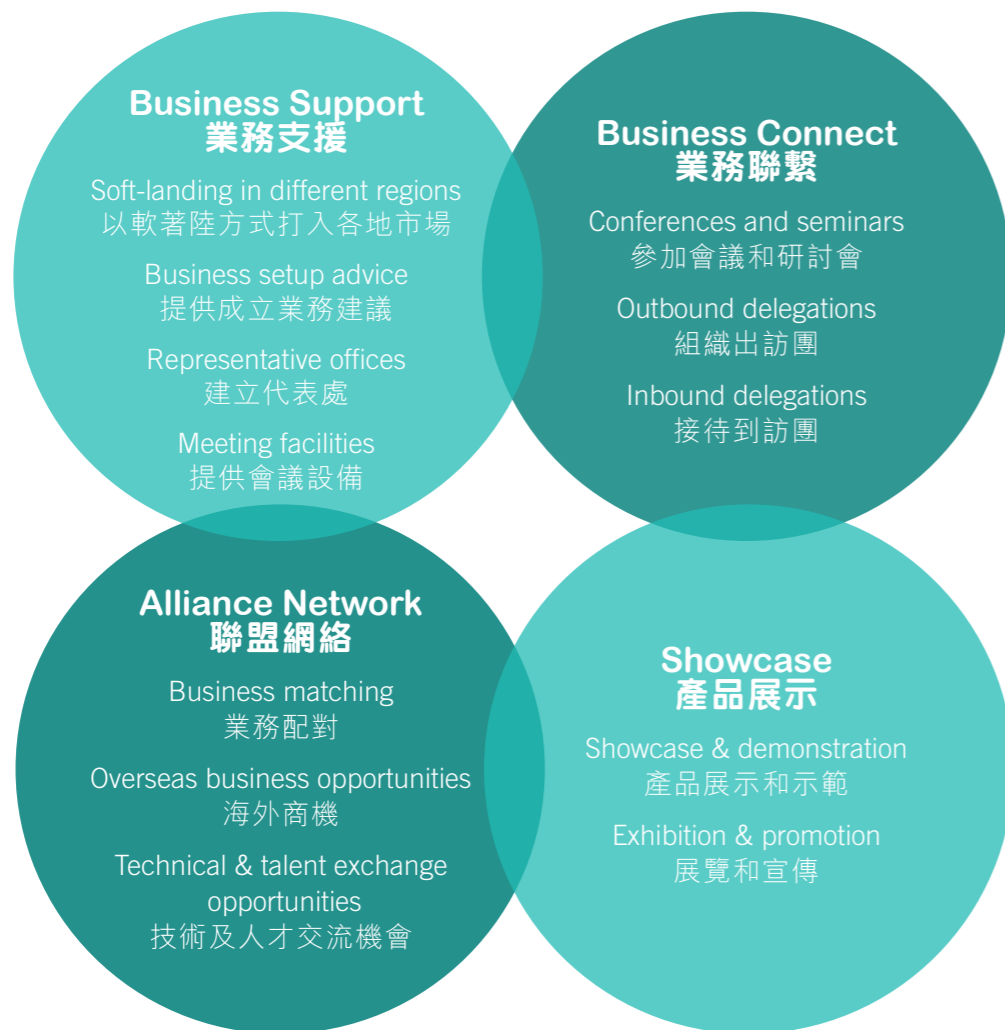 Business Support
業務支援
Soft-landing in different regions
以軟著陸方式打入各地市場
Business setup advice
提供成立業務建議
Representative offices
建立代表處
Meeting facilities
提供會議設備
Business Connect
業務聯繫
Conferences and seminars
參加會議和研討會
Outbound delegations
組織出訪團
Inbound delegations
接待到訪團
Alliance Network
聯盟網絡
Business matching
業務配對
Overseas business opportunities
海外商機
Technical & talent exchange
opportunities
技術及人才交流機會
Showcase
產品展示
Showcase & demonstration
產品展示和示範
Exhibition & promotion
展覽和宣傳